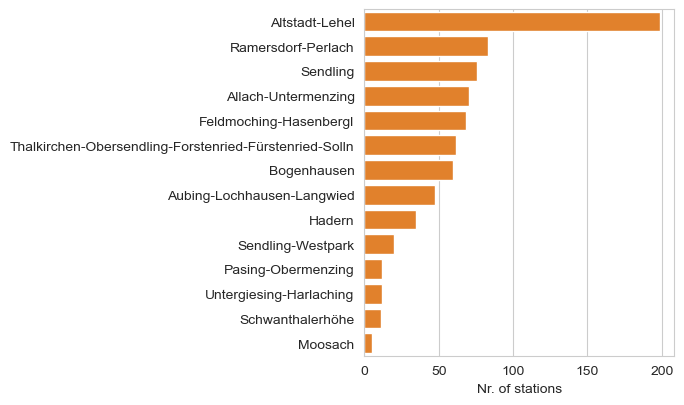 Altstadt-Lehel
Ramersdorf-Perlach
Sendling
Allach-Untermenzing
Feldmoching-Hasenbergl
Thalkirchen-Obersendling-Forstenried-Fürstenried-Solln
Bogenhausen
Aubing-Lochhausen-Langwied
Hadern
Sendling-Westpark
Pasing-Obermenzing
Untergiesing-Harlaching
Schwanthalerhöhe
Moosach
0 50 100 150 200
Nr. of stations